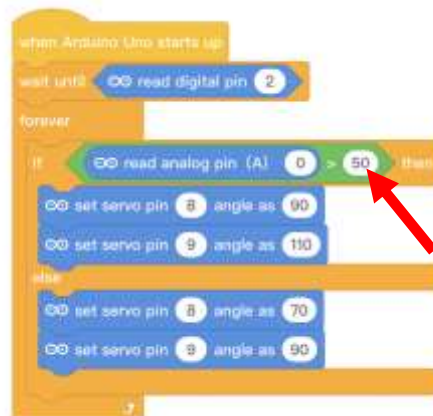 when Arduino Uno starts up
wait until read digital pin 2
forever
if read analog pin (A) 0 > 50 then
set servo pin 8 angle as 90
set servo pin 9 angle as 110
else
set servo pin 8 angle as 70
set servo pin 9 angle as 90